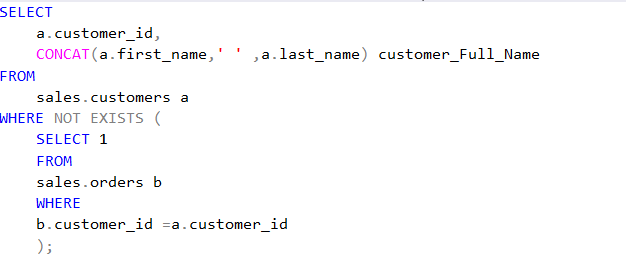 SELECT
a.customer_id,
CONCAT(a.first_name,' ' ,a.last_name) customer_Full_Name
FROM
sales.customers a
WHERE NOT EXISTS (
SELECT 1
FROM
sales.orders b
WHERE
b.customer_id =a.customer_id
);